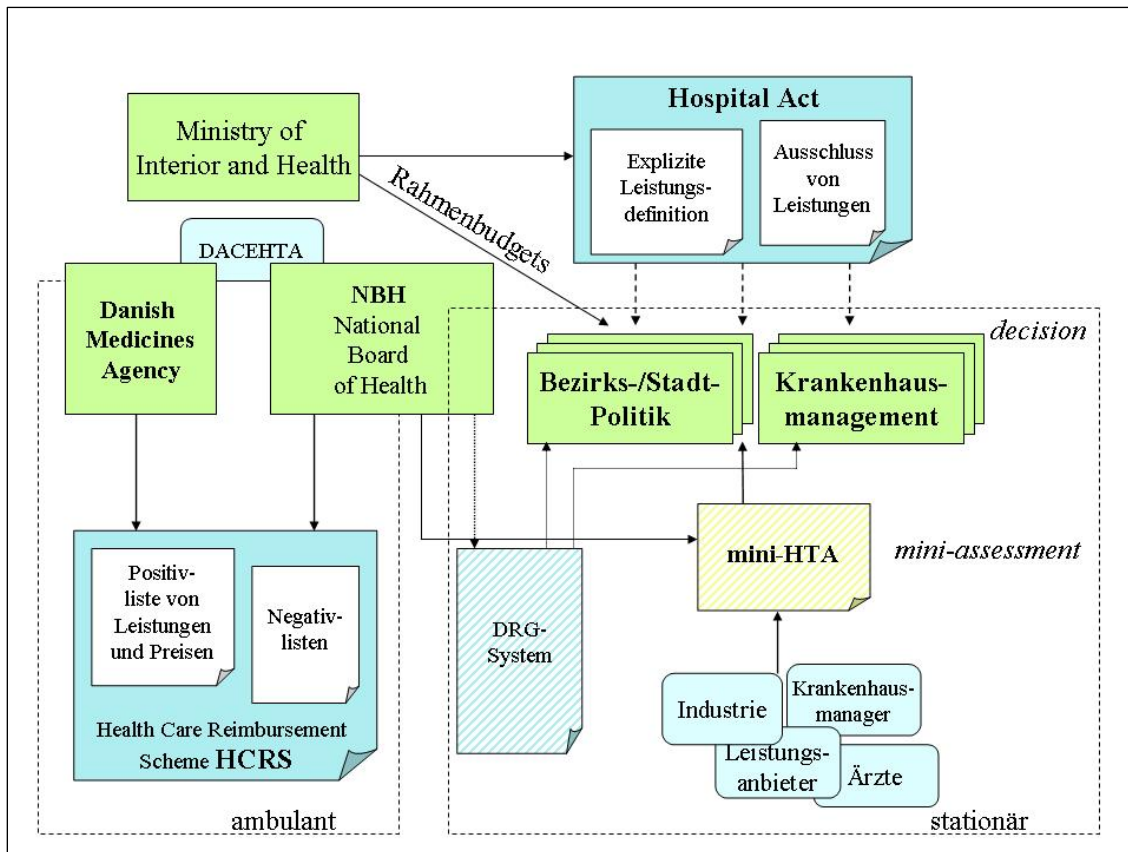 Ministry of
Interior and Health
Hospital Act
Explizite
Leistungs-
definition
Ausschluss
von
Leistungen
Rahmenbudgets
DACEHTA
Danish
Medicines
Agency
NBH
National
Board
of Health
decision
Bezirks-/Stadt-
Politik
Krankenhaus-
management
Positiv-
liste von
Leistungen
und Preisen
Negativ-
listen
Health Care Reimbursement
Scheme HCRS
ambulant
DRG-
System
mini-HTA
mini-assessment
Industrie
Krankenhaus-
manager
Leistungs-
anbieter
Ärzte
stationär